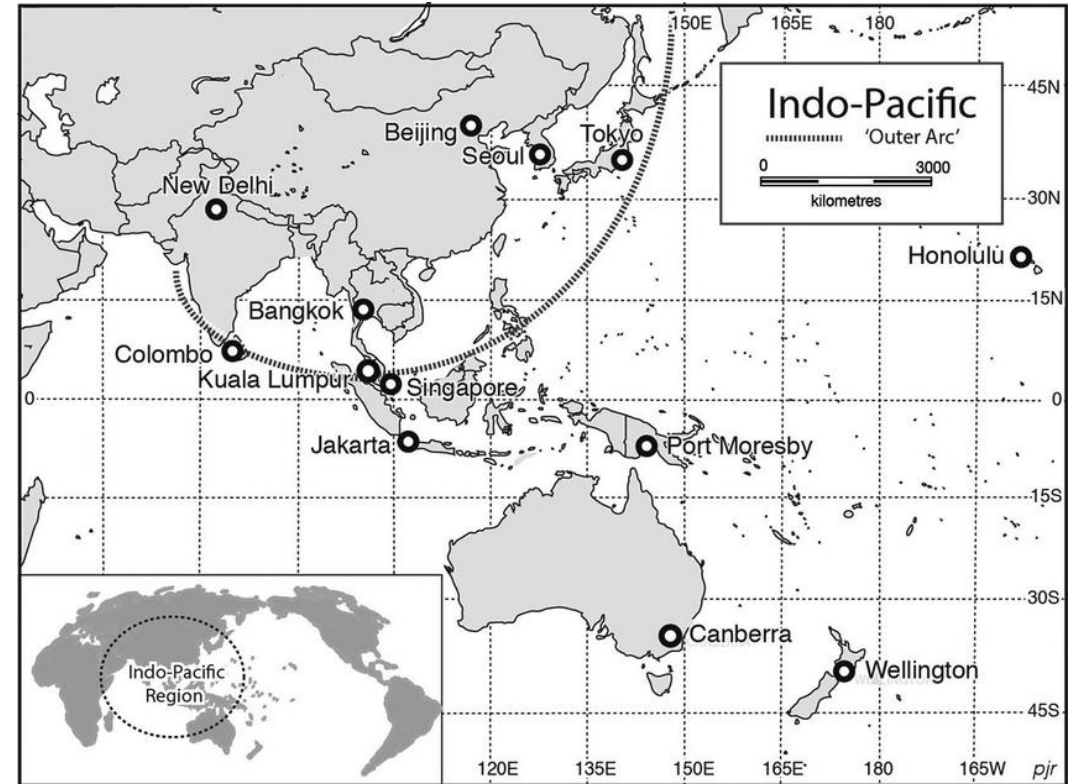 150E 165E 180
45N
Indo-Pacific
'Outer Arc'
0 3000
kilometres
Beijing
Tokyo
Seoul
New Delhi
30N
Honolulu
15N
Bangkok
Colombo
Kuala Lumpur
Singapore
0 0
Jakarta
Port Moresby
15S
30S
Canberra
Wellington
Indo-Pacific
Region
45S
120E 135E 150E 165E 180 165W pjr